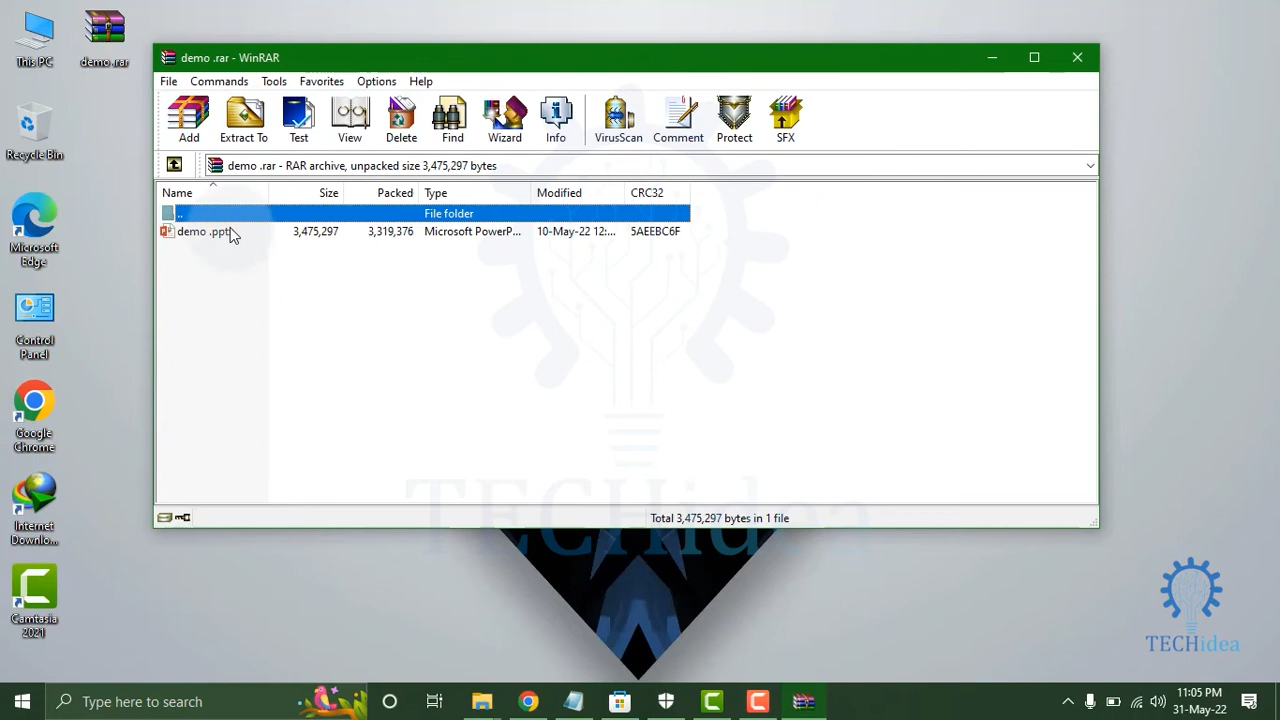 This PC
demo .rar
Recycle Bin
Microsoft
Edge
Control
Panel
Google
Chrome
Internet
Downlo...
Camtasia
2021
demo .rar - WinRAR
File Commands Tools Favorites Options Help
Add Extract To Test View Delete Find Wizard Info VirusScan Comment Protect SFX
demo .rar - RAR archive, unpacked size 3,475,297 bytes
Name Size Packed Type Modified CRC32
.. File folder
demo .ppt 3,475,297 3,319,376 Microsoft PowerP... 10-May-22 12:... 5AEEBC6F
Total 3,475,297 bytes in 1 file
TECHidea
TECHidea
Type here to search
11:05 PM
31-May-22